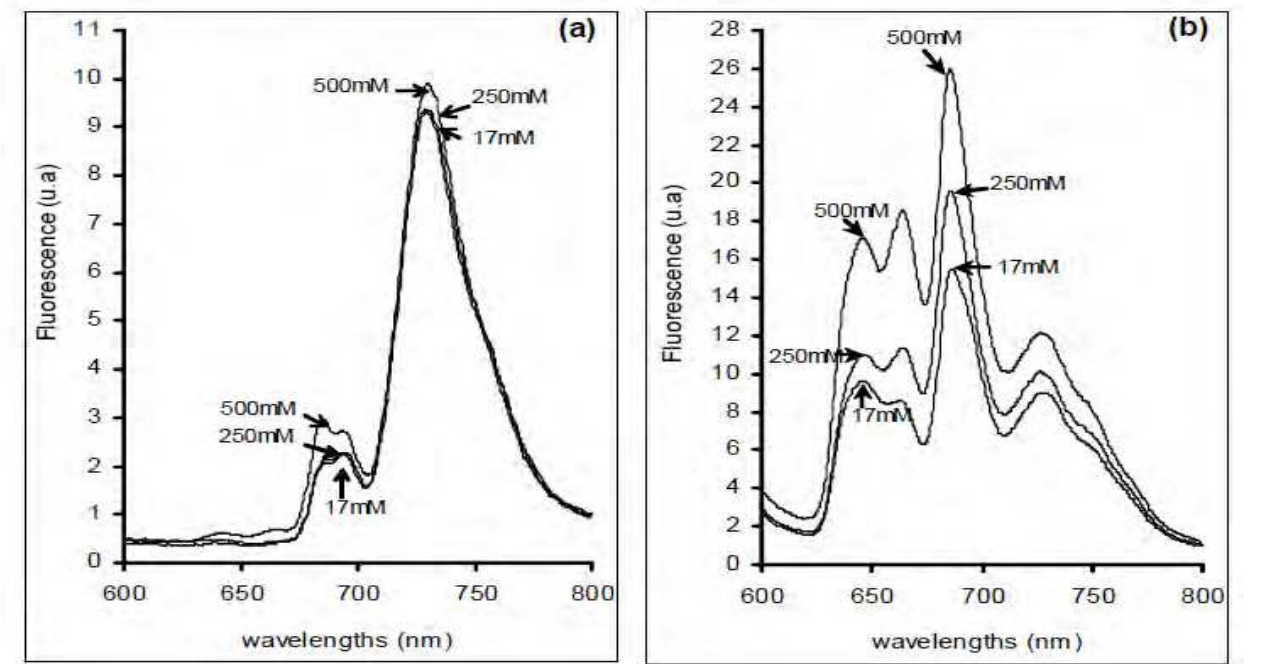 (a)
11
10
9
8
7
6
5
4
3
2
1
0
Fluorescence (u.a)
500mM
250mM
17mM
500mM
250mM
17mM
600 650 700 750 800
wavelengths (nm)
(b)
28
26
24
22
20
18
16
14
12
10
8
6
4
2
0
Fluorescence (u.a)
500mM
250mM
500mM
17mM
250mM
17mM
600 650 700 750 800
wavelengths (nm)